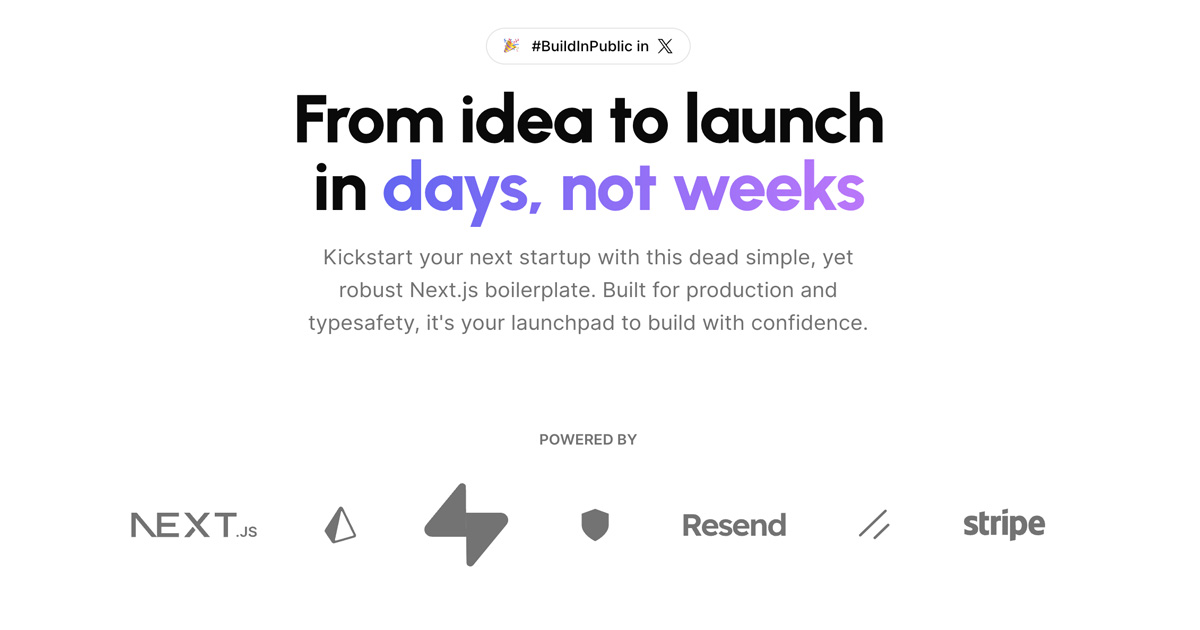 #BuildInPublic in X
From idea to launch
in days, not weeks
Kickstart your next startup with this dead simple, yet
robust Next.js boilerplate. Built for production and
typesafety, it's your launchpad to build with confidence.
POWERED BY
NEXT.JS
Resend
stripe